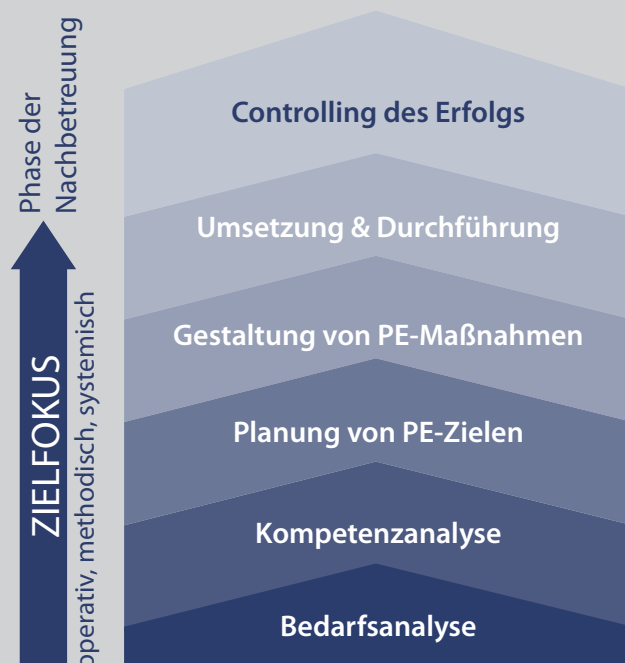 Phase der
Nachbetreuung
ZIELFOKUS
operativ, methodisch, systemisch
Controlling des Erfolgs
Umsetzung & Durchführung
Gestaltung von PE-Maßnahmen
Planung von PE-Zielen
Kompetenzanalyse
Bedarfsanalyse